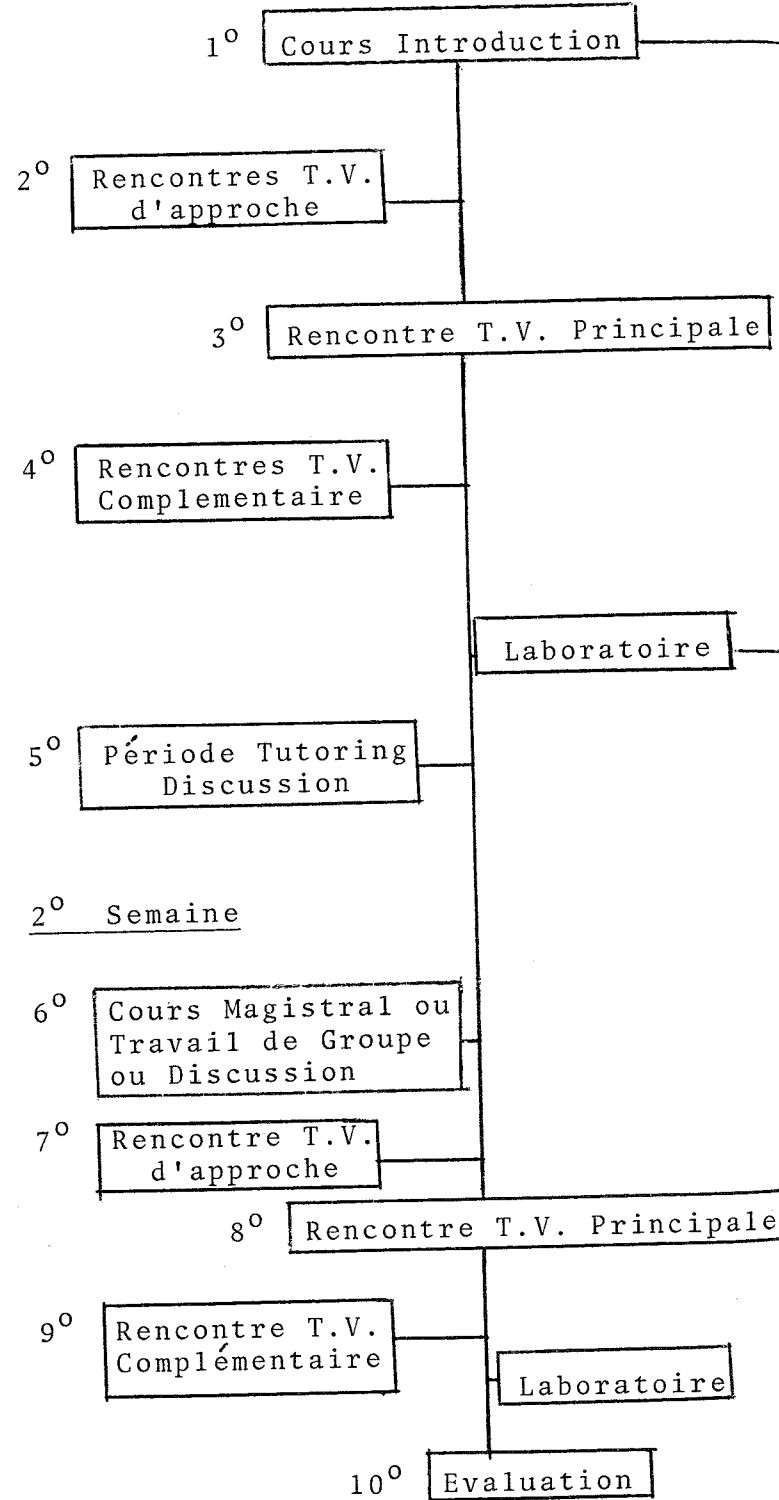 1° Cours Introduction
2° Rencontres T.V.
d'approche
3° Rencontre T.V. Principale
4° Rencontres T.V.
Complementaire
Laboratoire
5° Période Tutoring
Discussion
2° Semaine
6° Cours Magistral ou
Travail de Groupe
ou Discussion
7° Rencontre T.V.
d'approche
8° Rencontre T.V. Principale
9° Rencontre T.V.
Complémentaire
Laboratoire
10° Evaluation